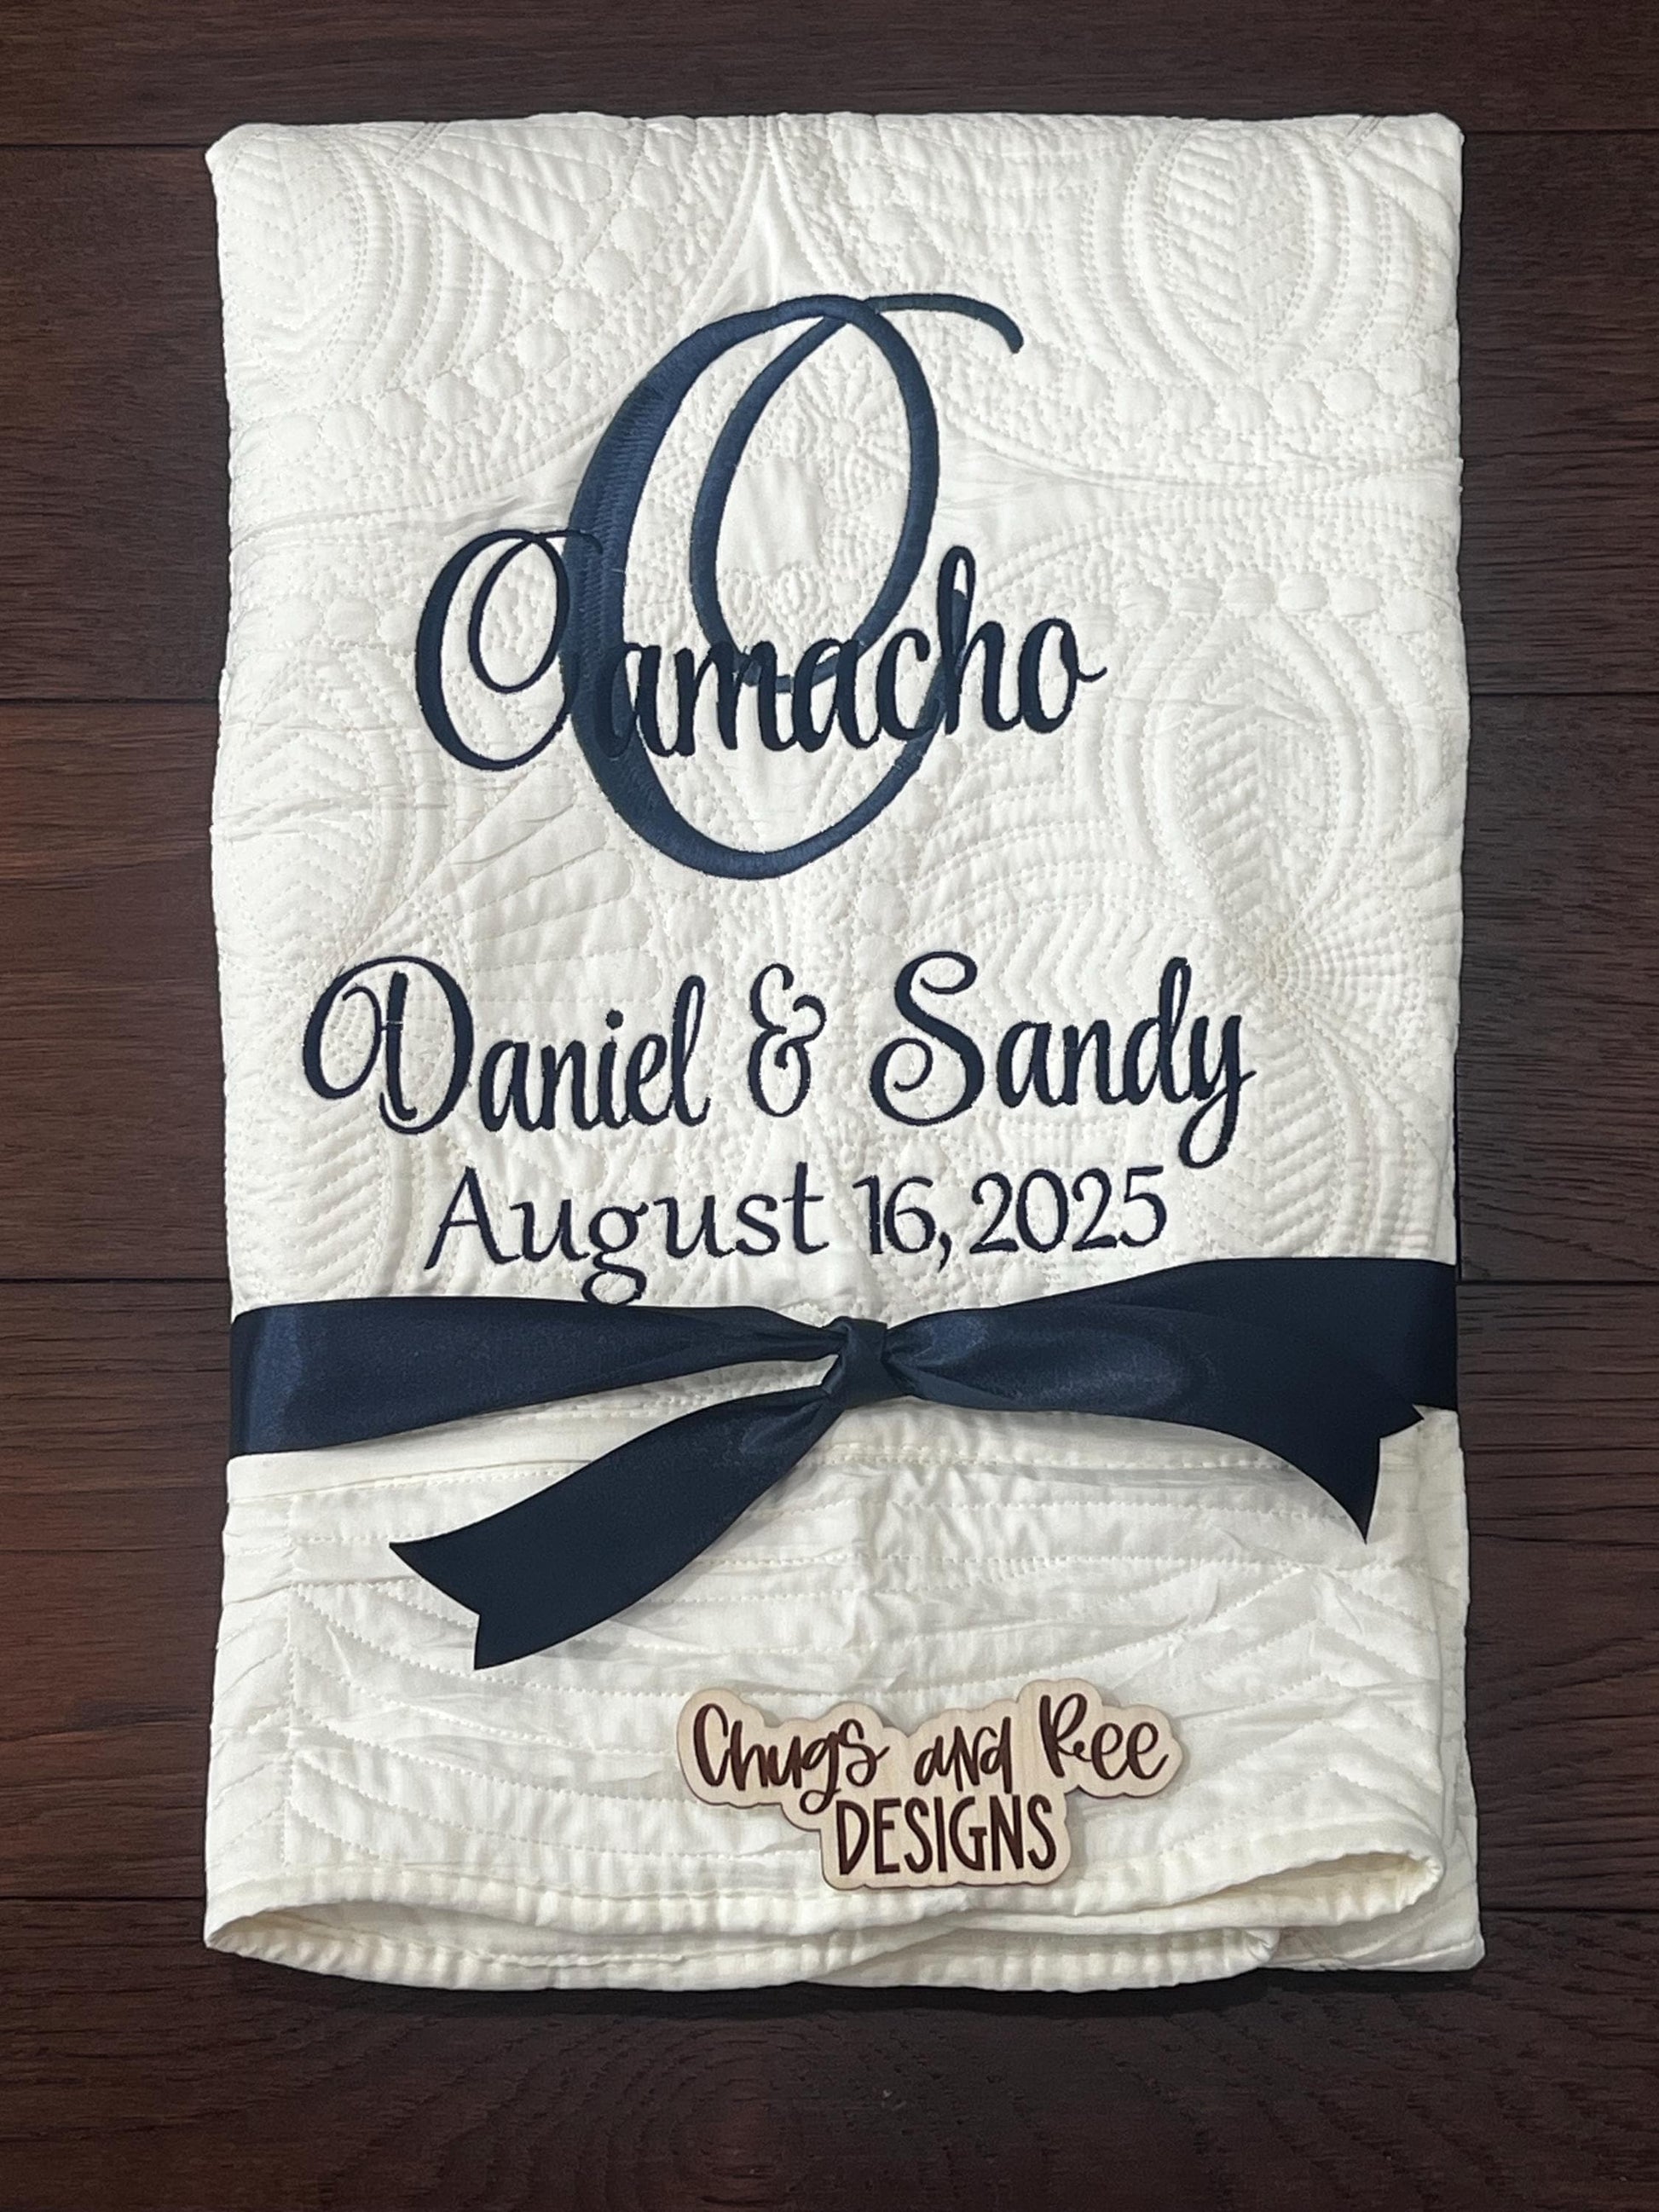 C
Camacho
Daniel & Sandy
August 16, 2025
Chugs and Ree
DESIGNS